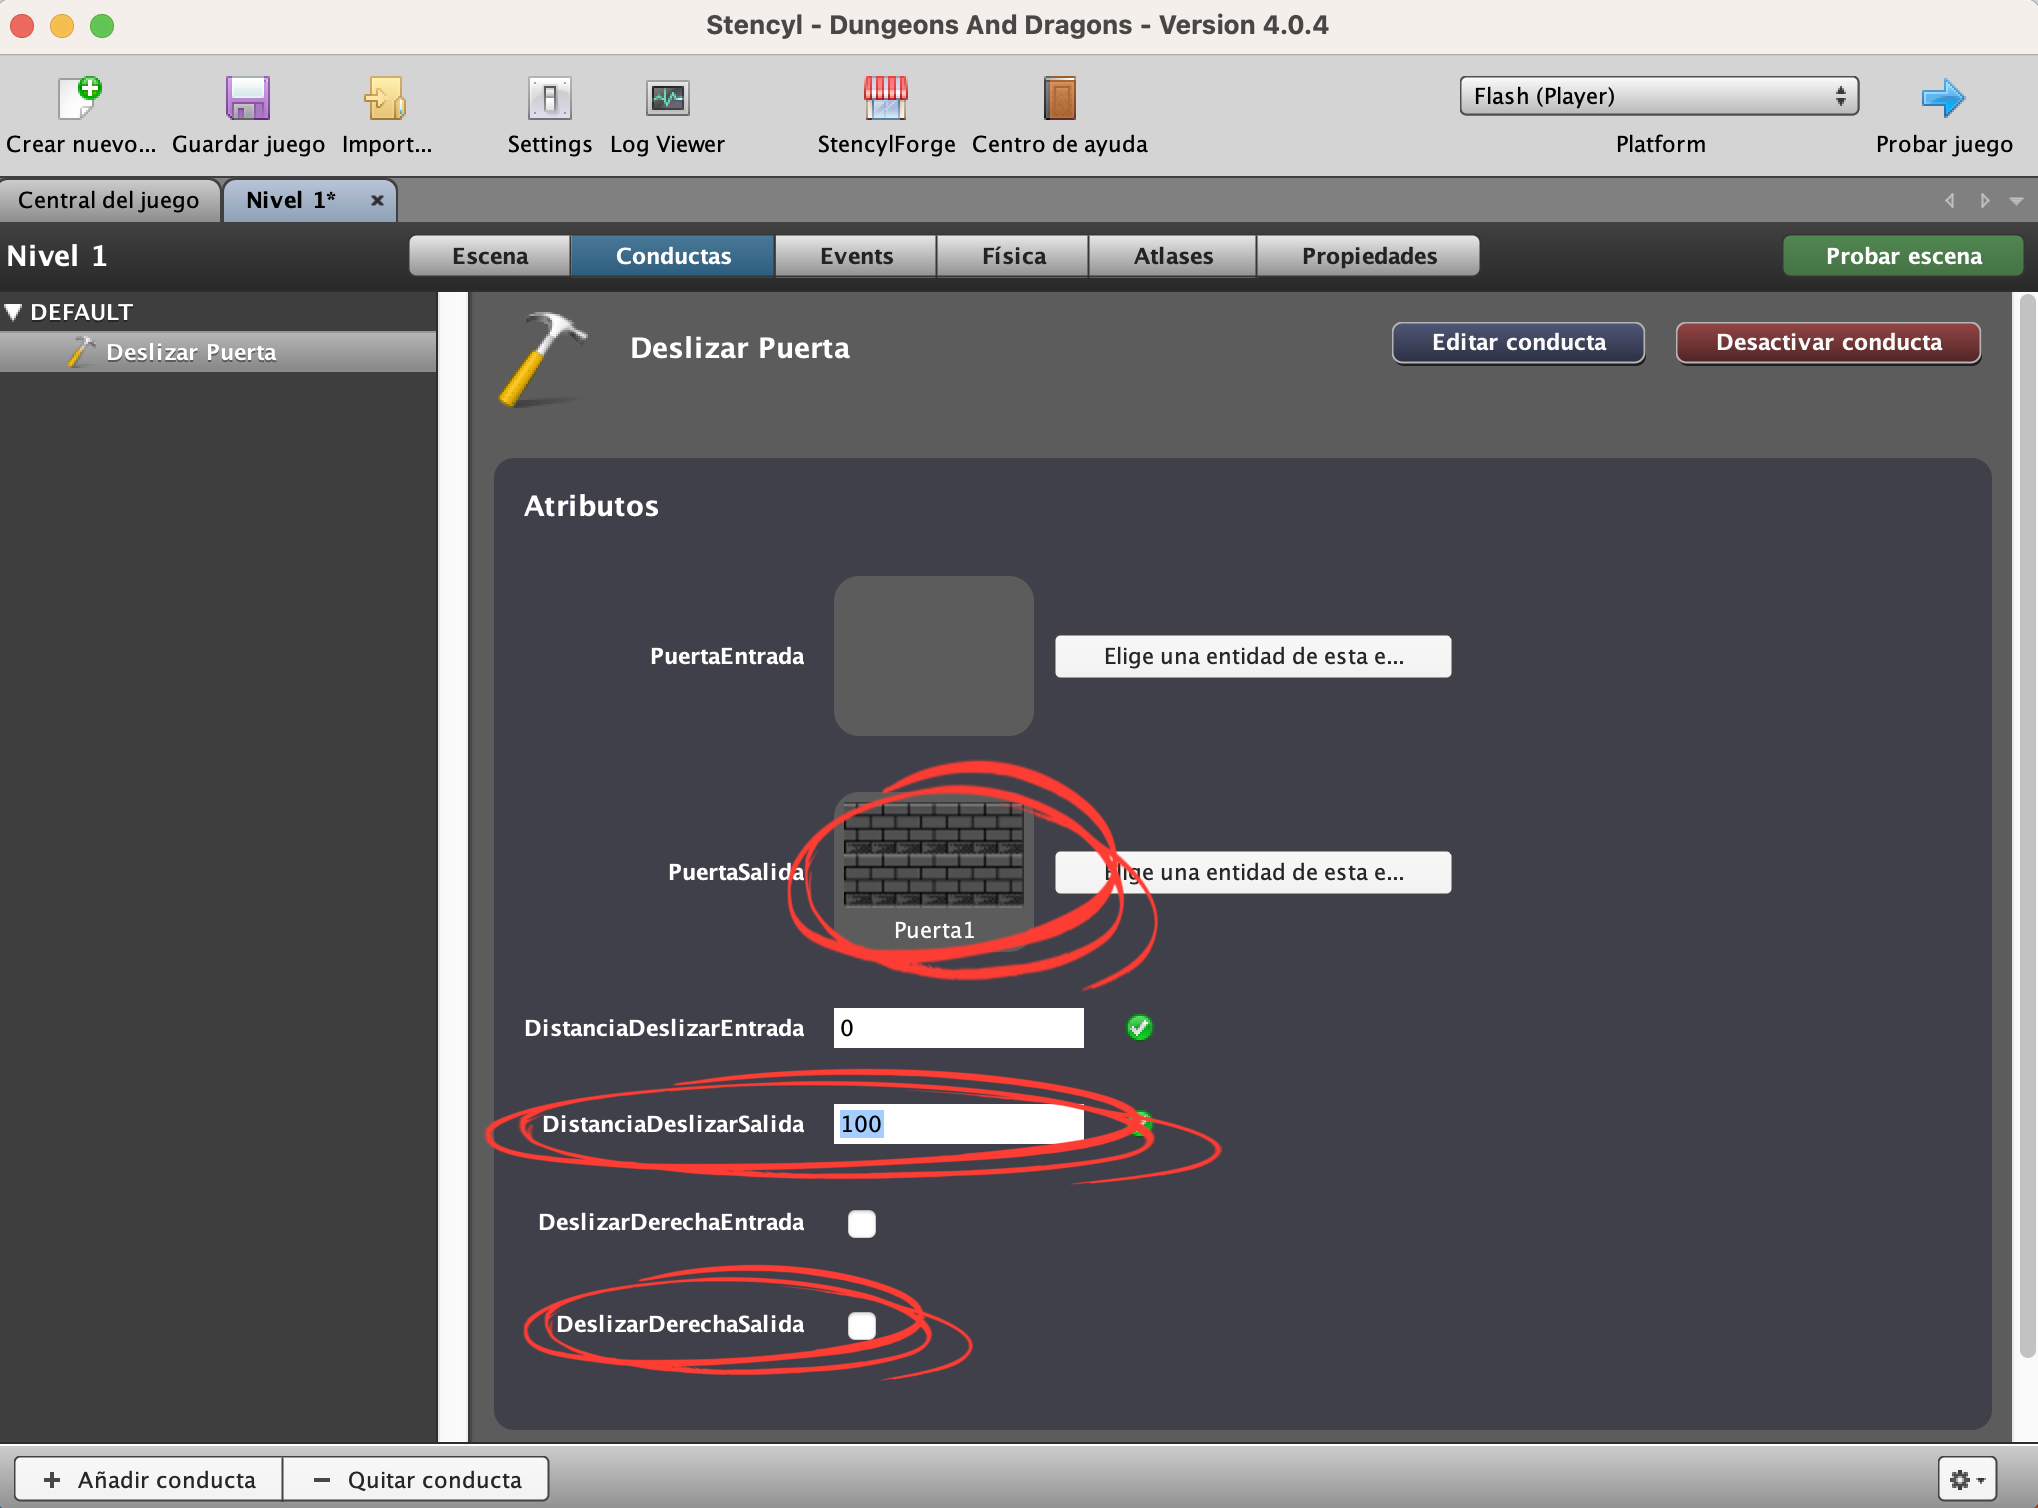 Stencyl - Dungeons And Dragons - Version 4.0.4
Crear nuevo...
Guardar juego
Import...
Settings
Log Viewer
StencylForge
Centro de ayuda
Flash (Player)
Platform
Probar juego
Central del juego
Nivel 1*
Nivel 1
Escena
Conductas
Events
Física
Atlases
Propiedades
Probar escena
DEFAULT
Deslizar Puerta
Deslizar Puerta
Editar conducta
Desactivar conducta
Atributos
PuertaEntrada
Elige una entidad de esta e...
PuertaSalida
Elige una entidad de esta e...
Puerta1
DistanciaDeslizarEntrada
0
DistanciaDeslizarSalida
100
DeslizarDerechaEntrada
DeslizarDerechaSalida
+ Añadir conducta
− Quitar conducta